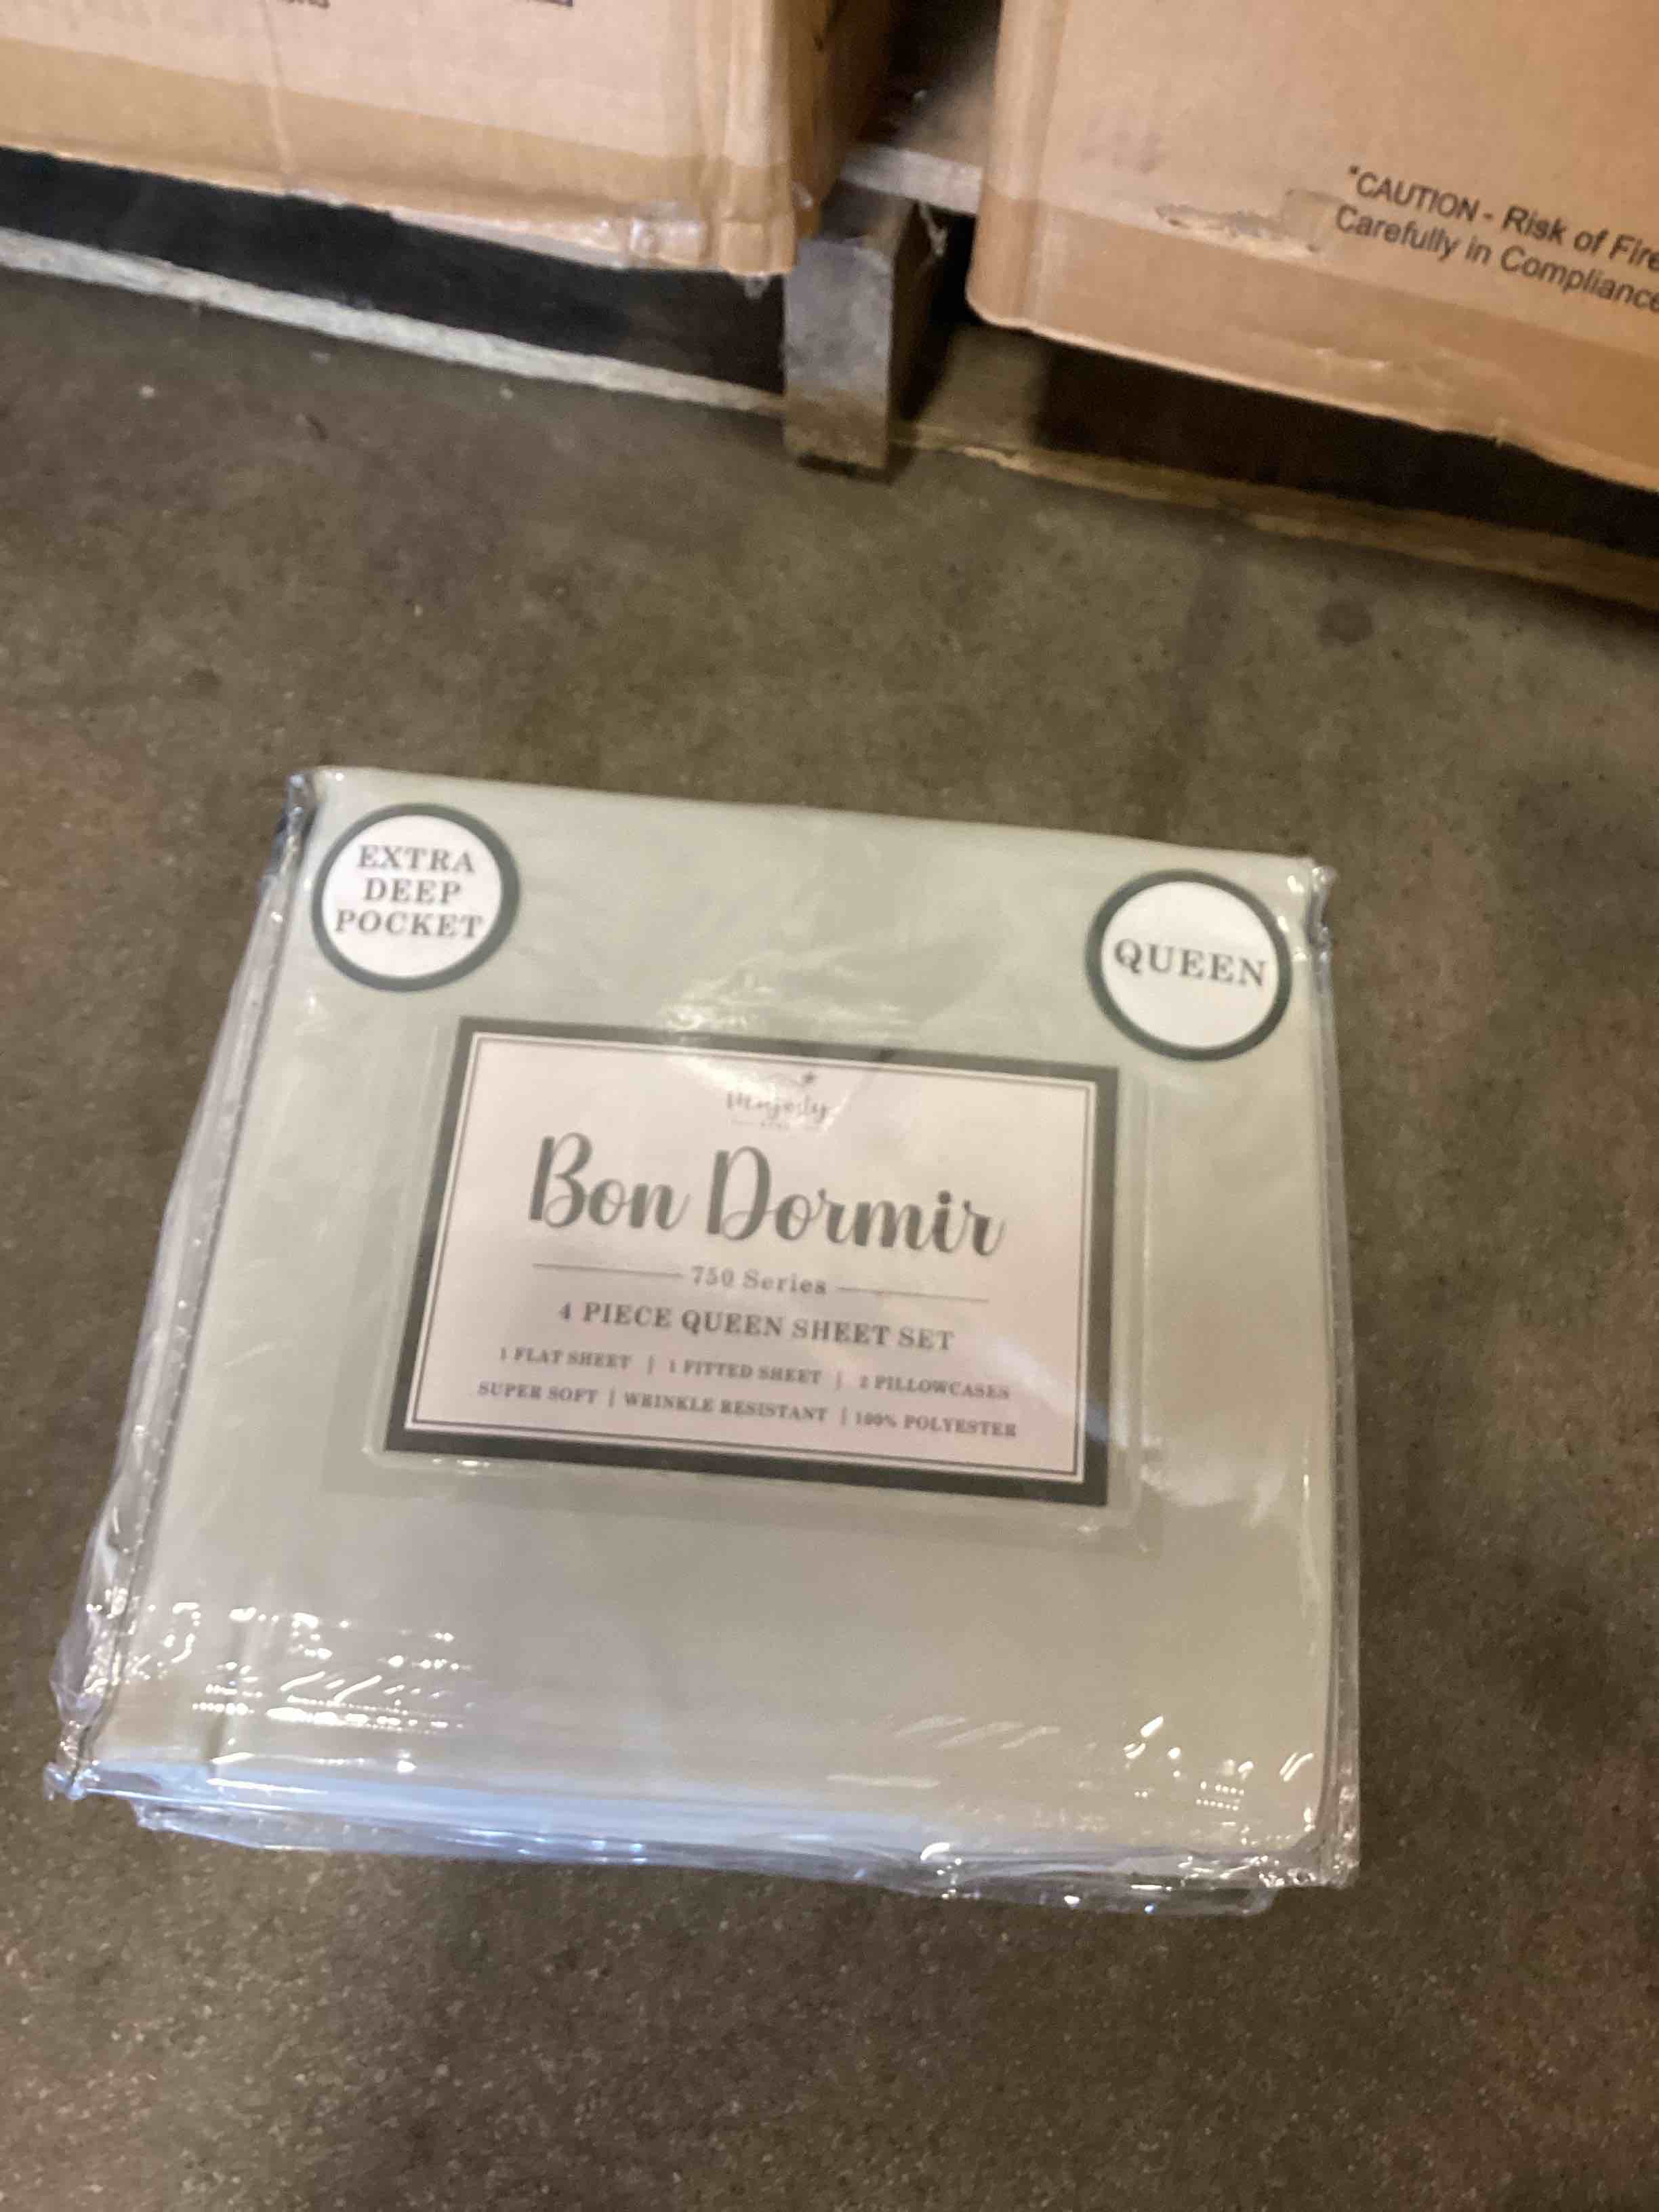 *CAUTION - Risk of Fire
Carefully in Compliance
EXTRA
DEEP
POCKET
QUEEN
Majesty
Bon Dormir
750 Series
4 PIECE QUEEN SHEET SET
1 FLAT SHEET | 1 FITTED SHEET | 2 PILLOWCASES
SUPER SOFT | WRINKLE RESISTANT | 100% POLYESTER